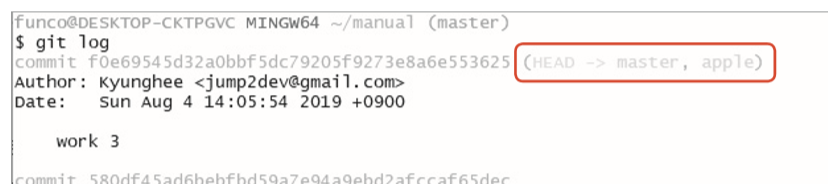 funco@DESKTOP-CKTPGVC MINGW64 ~/manual (master)
$ git log
commit f0e69545d32a0bbf5dc79205f9273e8a6e553625 (HEAD -> master, apple)
Author: Kyunghee <jump2dev@gmail.com>
Date:   Sun Aug 4 14:05:54 2019 +0900
    work 3
commit 580df45ad6bebfbd59a7e94a9ebd2afccaf65dec